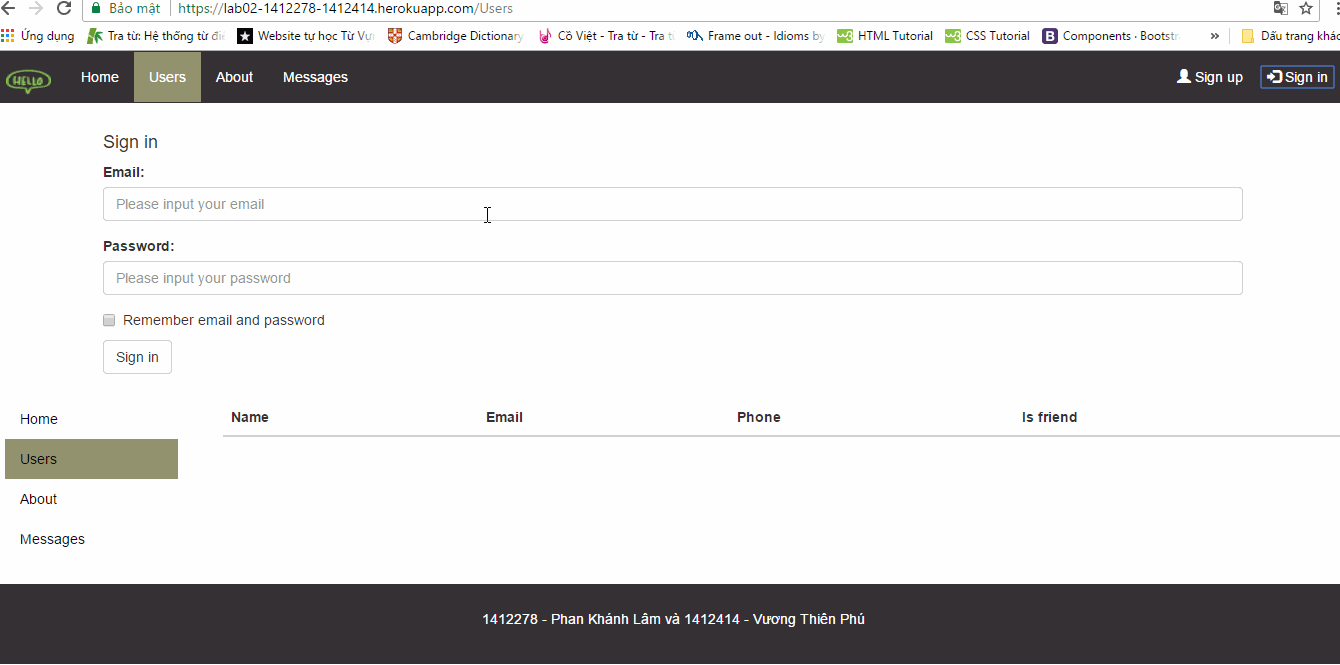 Bảo mật https://lab02-1412278-1412414.herokuapp.com/Users
Ứng dụng Tra từ: Hệ thống từ Website tự học Từ Cambridge Dictionary Cồ Việt - Tra từ - Tra Frame out - Idioms by HTML Tutorial CSS Tutorial Components · Bootstr » Dấu trang khác
HELLO Home Users About Messages Sign up Sign in
Sign in
Email:
Please input your email
Password:
Please input your password
Remember email and password
Sign in
Name Email Phone Is friend
Home
Users
About
Messages
1412278 - Phan Khánh Lâm và 1412414 - Vương Thiên Phú